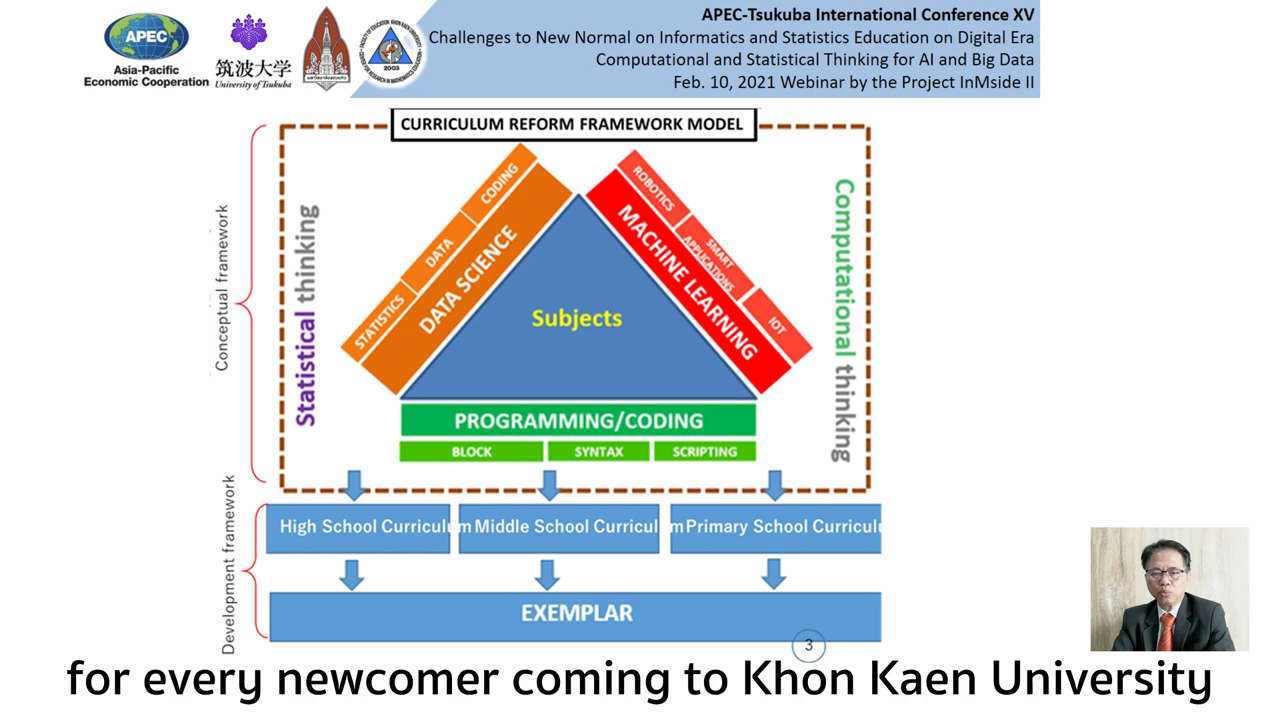 APEC-Tsukuba International Conference XV
Challenges to New Normal on Informatics and Statistics Education on Digital Era
Computational and Statistical Thinking for AI and Big Data
Feb. 10, 2021 Webinar by the Project InMside II
APEC
Asia-Pacific
Economic Cooperation
筑波大学
University of Tsukuba
2003
CURRICULUM REFORM FRAMEWORK MODEL
Conceptual framework
Statistical thinking
STATISTICS
DATA
CODING
DATA SCIENCE
Subjects
ROBOTICS
SMART
APPLICATIONS
IOT
MACHINE LEARNING
Computational thinking
PROGRAMMING/CODING
BLOCK
SYNTAX
SCRIPTING
Development framework
High School Curriculum
Middle School Curriculum
Primary School Curriculu
EXEMPLAR
3
for every newcomer coming to Khon Kaen University